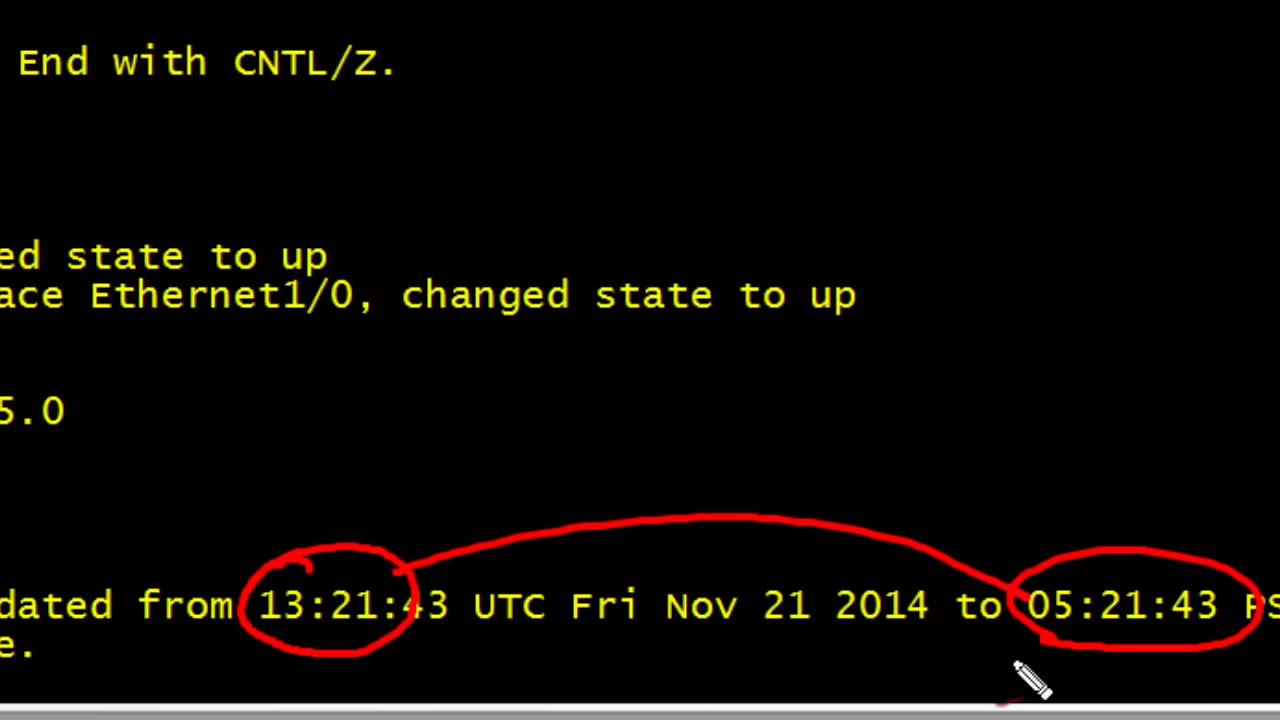 End with CNTL/Z.
ed state to up
ace Ethernet1/0, changed state to up
5.0
dated from 13:21:43 UTC Fri Nov 21 2014 to 05:21:43 PS
e.